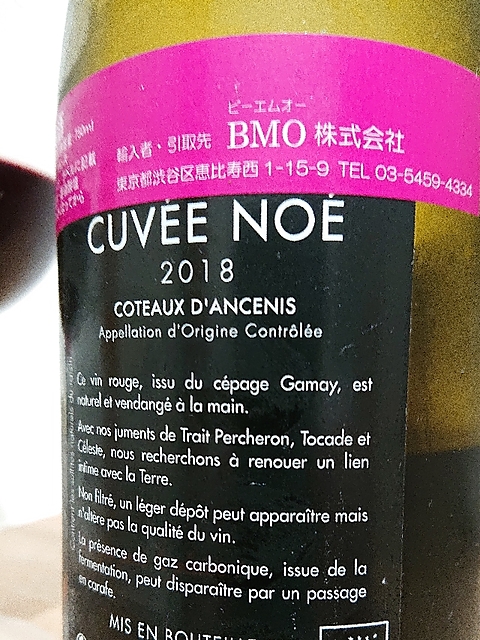 ビーエムオー
輸入者・引取先 BMO 株式会社
東京都渋谷区恵比寿西 1-15-9 TEL 03-5459-4334
CUVÉE NOÉ
2018
COTEAUX D'ANCENIS
Appellation d'Origine Contrôlée
Ce vin rouge, issu du cépage Gamay, est
naturel et vendangé à la main.
Avec nos juments de Trait Percheron, Tocade et
Céleste, nous recherchons à renouer un lien
intime avec la Terre.
Non filtré, un léger dépôt peut apparaître mais
n'altère pas la qualité du vin.
La présence de gaz carbonique, issue de la
fermentation, peut disparaître par un passage
en carafe.
MIS EN